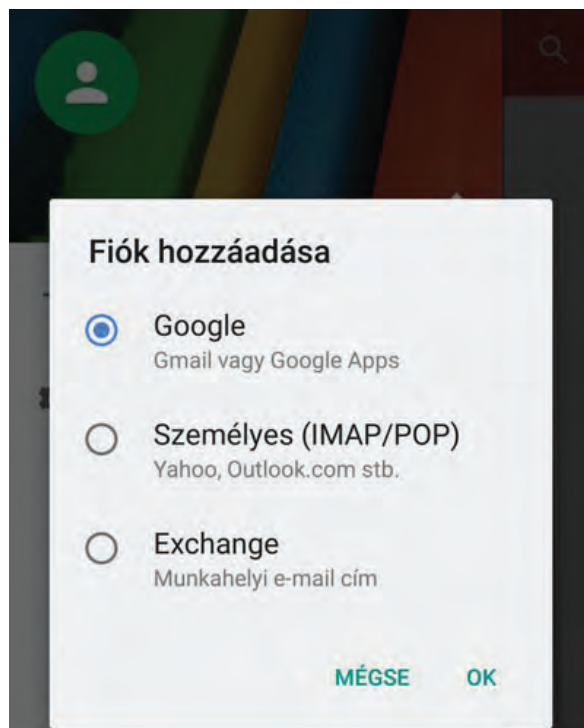 Fiók hozzáadása
Google
Gmail vagy Google Apps
Személyes (IMAP/POP)
Yahoo, Outlook.com stb.
Exchange
Munkahelyi e-mail cím
MÉGSE OK